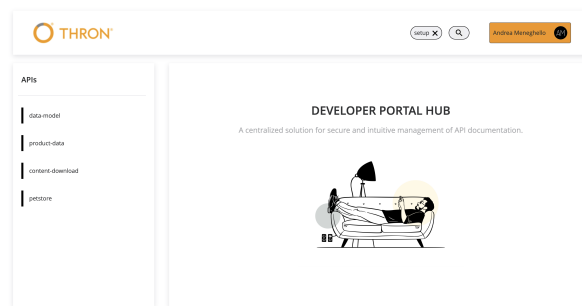 THRON
setup
Andrea Meneghello
AM
APIs
data-model
product-data
content-download
petstore
DEVELOPER PORTAL HUB
A centralized solution for secure and intuitive management of API documentation.